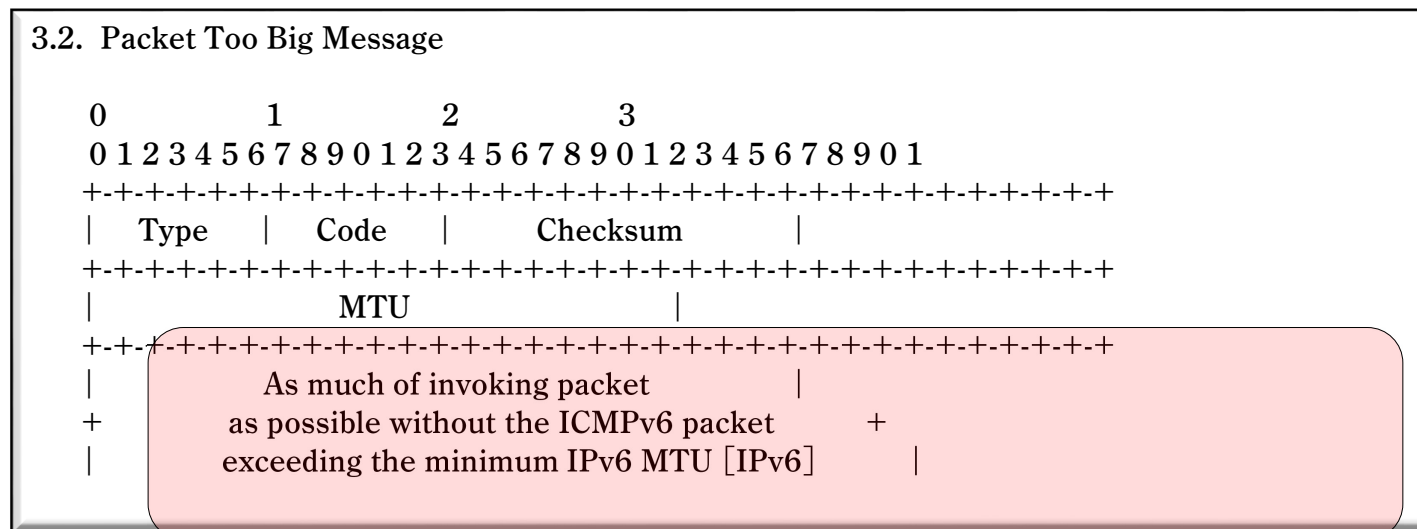 3.2. Packet Too Big Message
0 1 2 3
0 1 2 3 4 5 6 7 8 9 0 1 2 3 4 5 6 7 8 9 0 1 2 3 4 5 6 7 8 9 0 1
+-+-+-+-+-+-+-+-+-+-+-+-+-+-+-+-+-+-+-+-+-+-+-+-+-+-+-+-+-+-+-+-+
| Type | Code | Checksum |
+-+-+-+-+-+-+-+-+-+-+-+-+-+-+-+-+-+-+-+-+-+-+-+-+-+-+-+-+-+-+-+-+
| MTU |
+-+-+-+-+-+-+-+-+-+-+-+-+-+-+-+-+-+-+-+-+-+-+-+-+-+-+-+-+-+-+-+-+
| As much of invoking packet |
+ as possible without the ICMPv6 packet +
| exceeding the minimum IPv6 MTU [IPv6] |